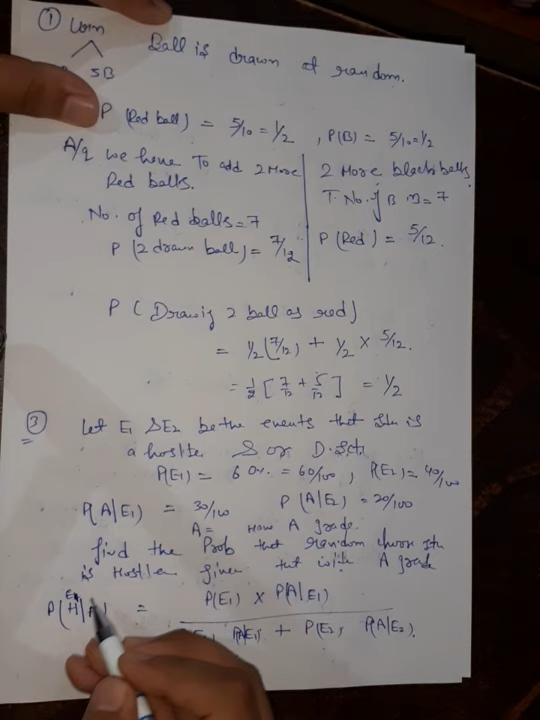 ① Urn Ball is drawn at random.
5B
P (Red ball) = 5/10 = 1/2 , P(B) = 5/10 = 1/2
A/q we have To add 2 More
Red balls.
No. of Red balls = 7
P (2 drawn ball) = 7/12
2 More black balls
T. No. of B = 7
P (Red) = 5/12.
P ( Drawing 2 ball as red)
= 1/2 (7/12) + 1/2 × 5/12.
= 1/2 [ 7/12 + 5/12 ] = 1/2
③ Let E1 & E2 be the events that Stu is
a hostler & or D.Sch
P(E1) = 60%. = 60/100 , P(E2) = 40/100
P(A|E1) = 30/100 P (A|E2) = 20/100
A = A grade.
find the Prob that random chosen Stu
is Hostler given that A grade
P( = P(E1) × P(A|E1)
P(A|E1) + P(E2) P(A|E2).